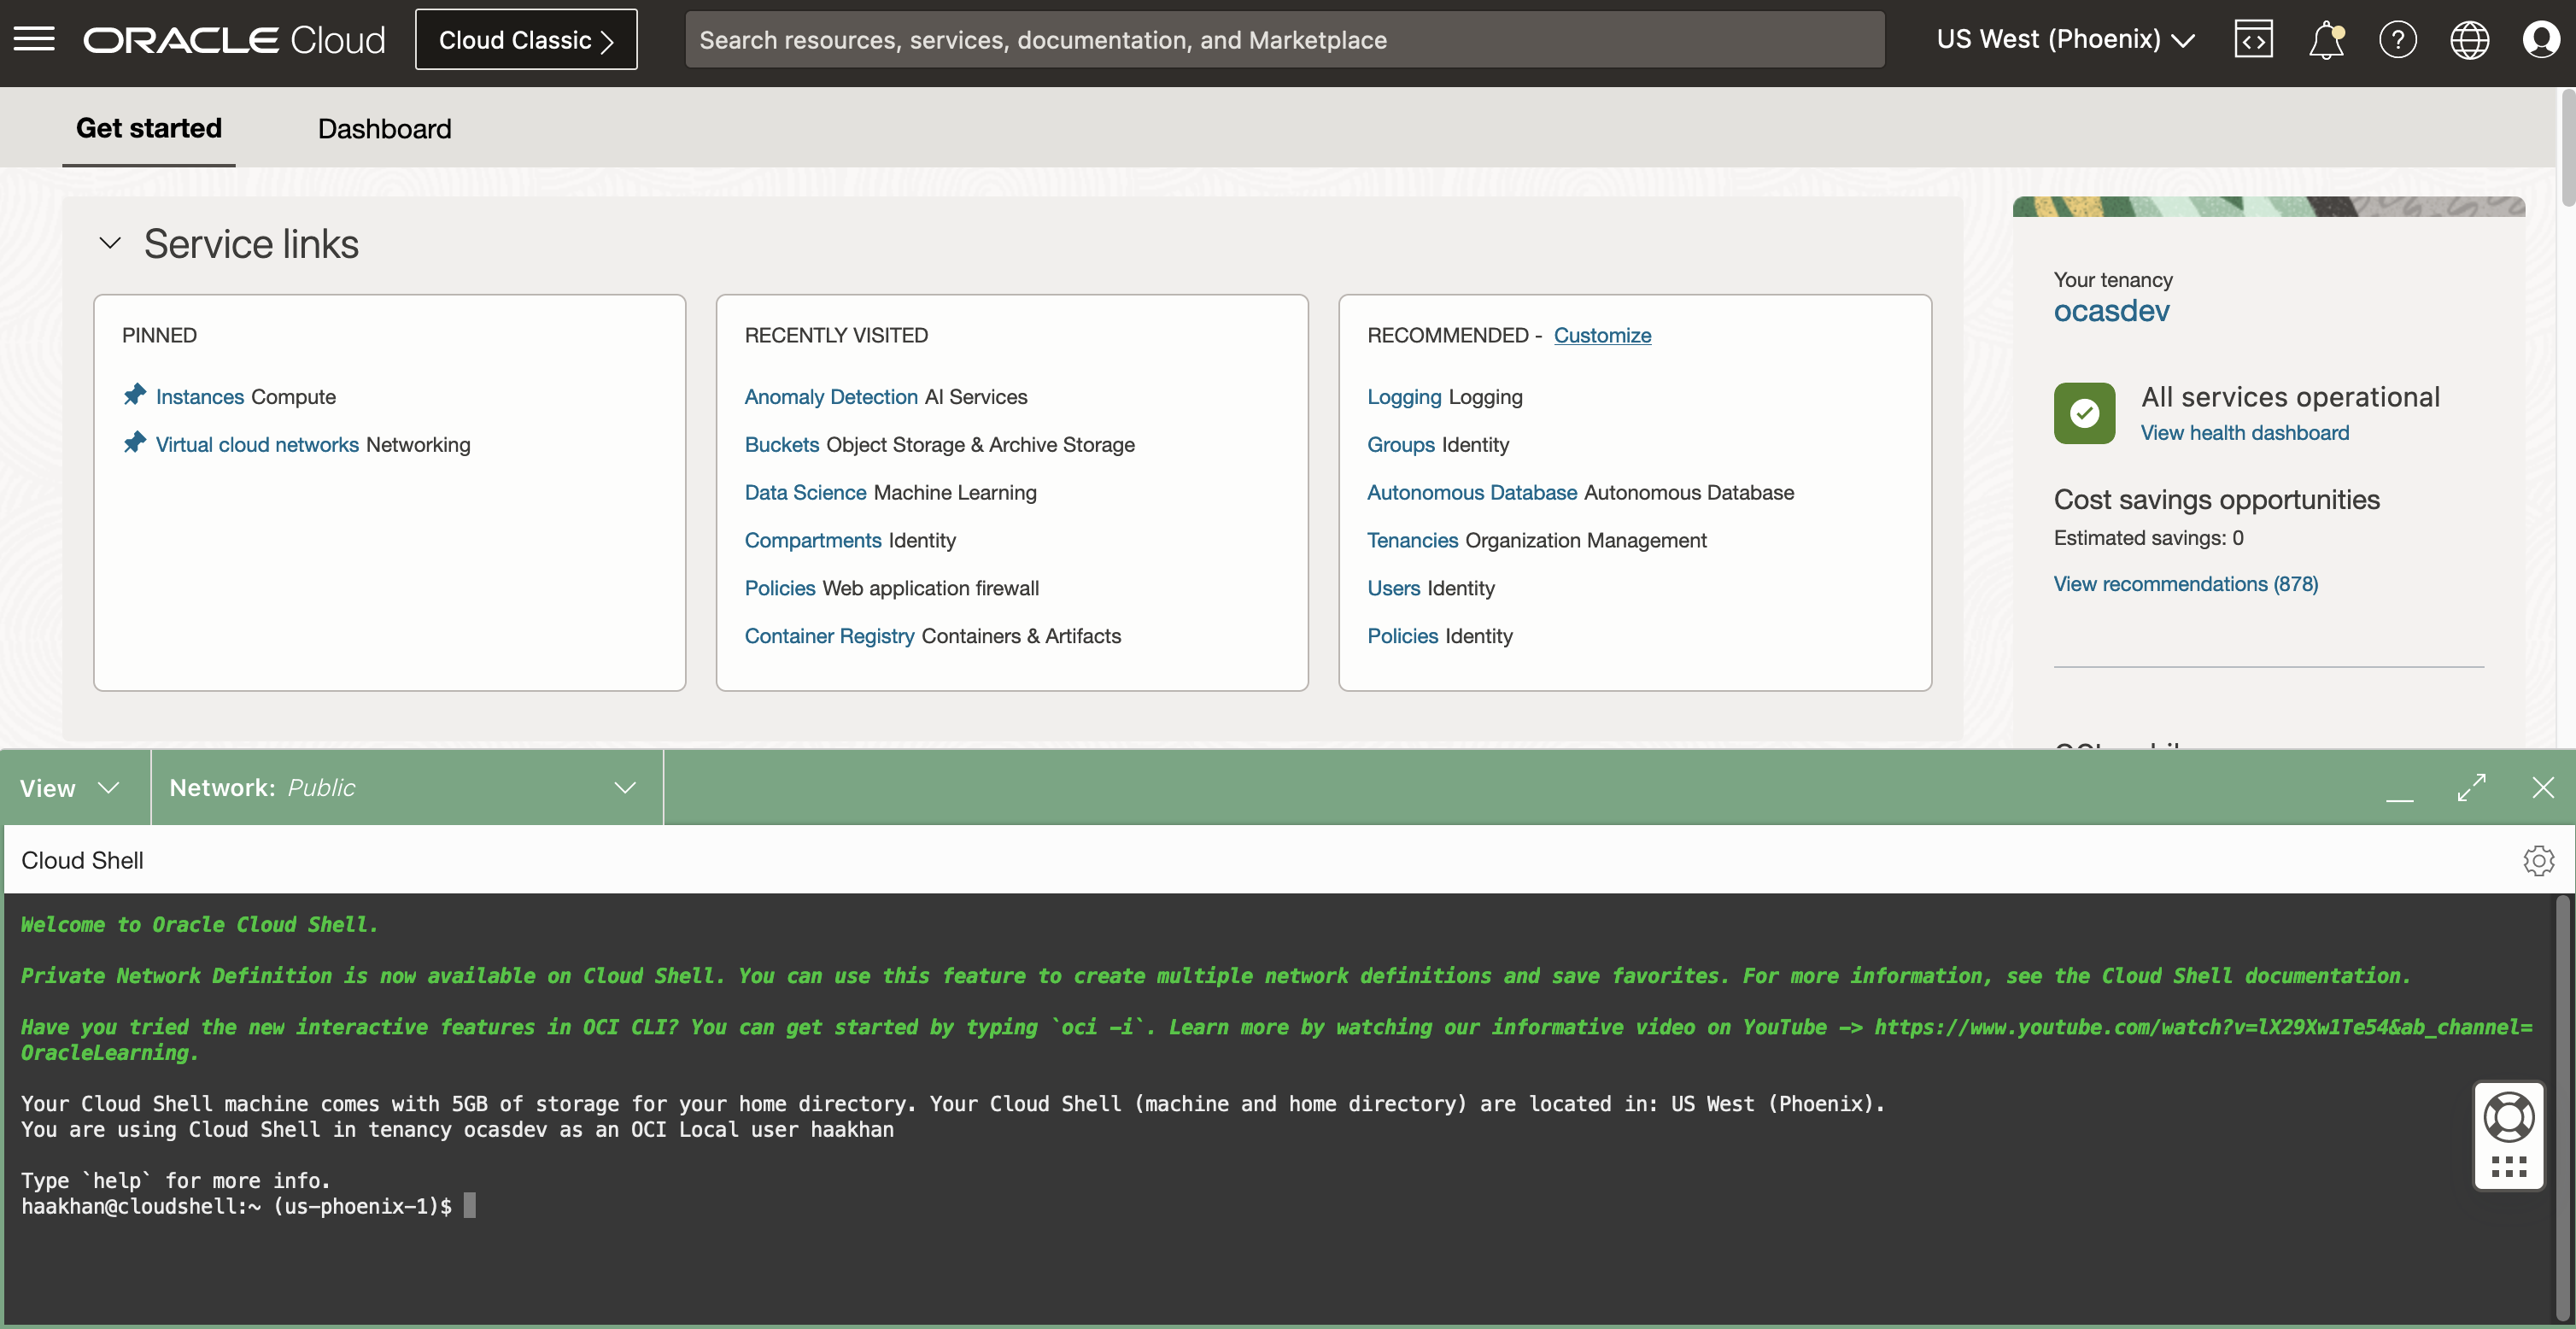 ORACLE Cloud
Cloud Classic
Search resources, services, documentation, and Marketplace
US West (Phoenix)
Get started
Dashboard
Service links
PINNED
Instances Compute
Virtual cloud networks Networking
RECENTLY VISITED
Anomaly Detection AI Services
Buckets Object Storage & Archive Storage
Data Science Machine Learning
Compartments Identity
Policies Web application firewall
Container Registry Containers & Artifacts
RECOMMENDED - Customize
Logging Logging
Groups Identity
Autonomous Database Autonomous Database
Tenancies Organization Management
Users Identity
Policies Identity
Your tenancy
ocasdev
All services operational
View health dashboard
Cost savings opportunities
Estimated savings: 0
View recommendations (878)
View
Network: Public
Cloud Shell
Welcome to Oracle Cloud Shell.
Private Network Definition is now available on Cloud Shell. You can use this feature to create multiple network definitions and save favorites. For more information, see the Cloud Shell documentation.
Have you tried the new interactive features in OCI CLI? You can get started by typing `oci -i`. Learn more by watching our informative video on YouTube -> https://www.youtube.com/watch?v=lX29Xw1Te54&ab_channel=
OracleLearning.
Your Cloud Shell machine comes with 5GB of storage for your home directory. Your Cloud Shell (machine and home directory) are located in: US West (Phoenix).
You are using Cloud Shell in tenancy ocasdev as an OCI Local user haakhan
Type `help` for more info.
haakhan@cloudshell:~ (us-phoenix-1)$